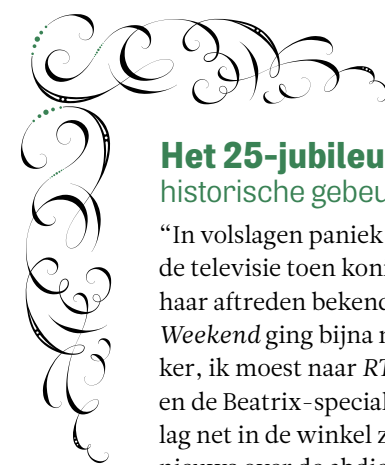 Het 25-jubileu
historische gebeu
“In volslagen paniek
de televisie toen kon
haar aftreden bekend
Weekend ging bijna
ker, ik moest naar RT
en de Beatrix-special
lag net in de winkel